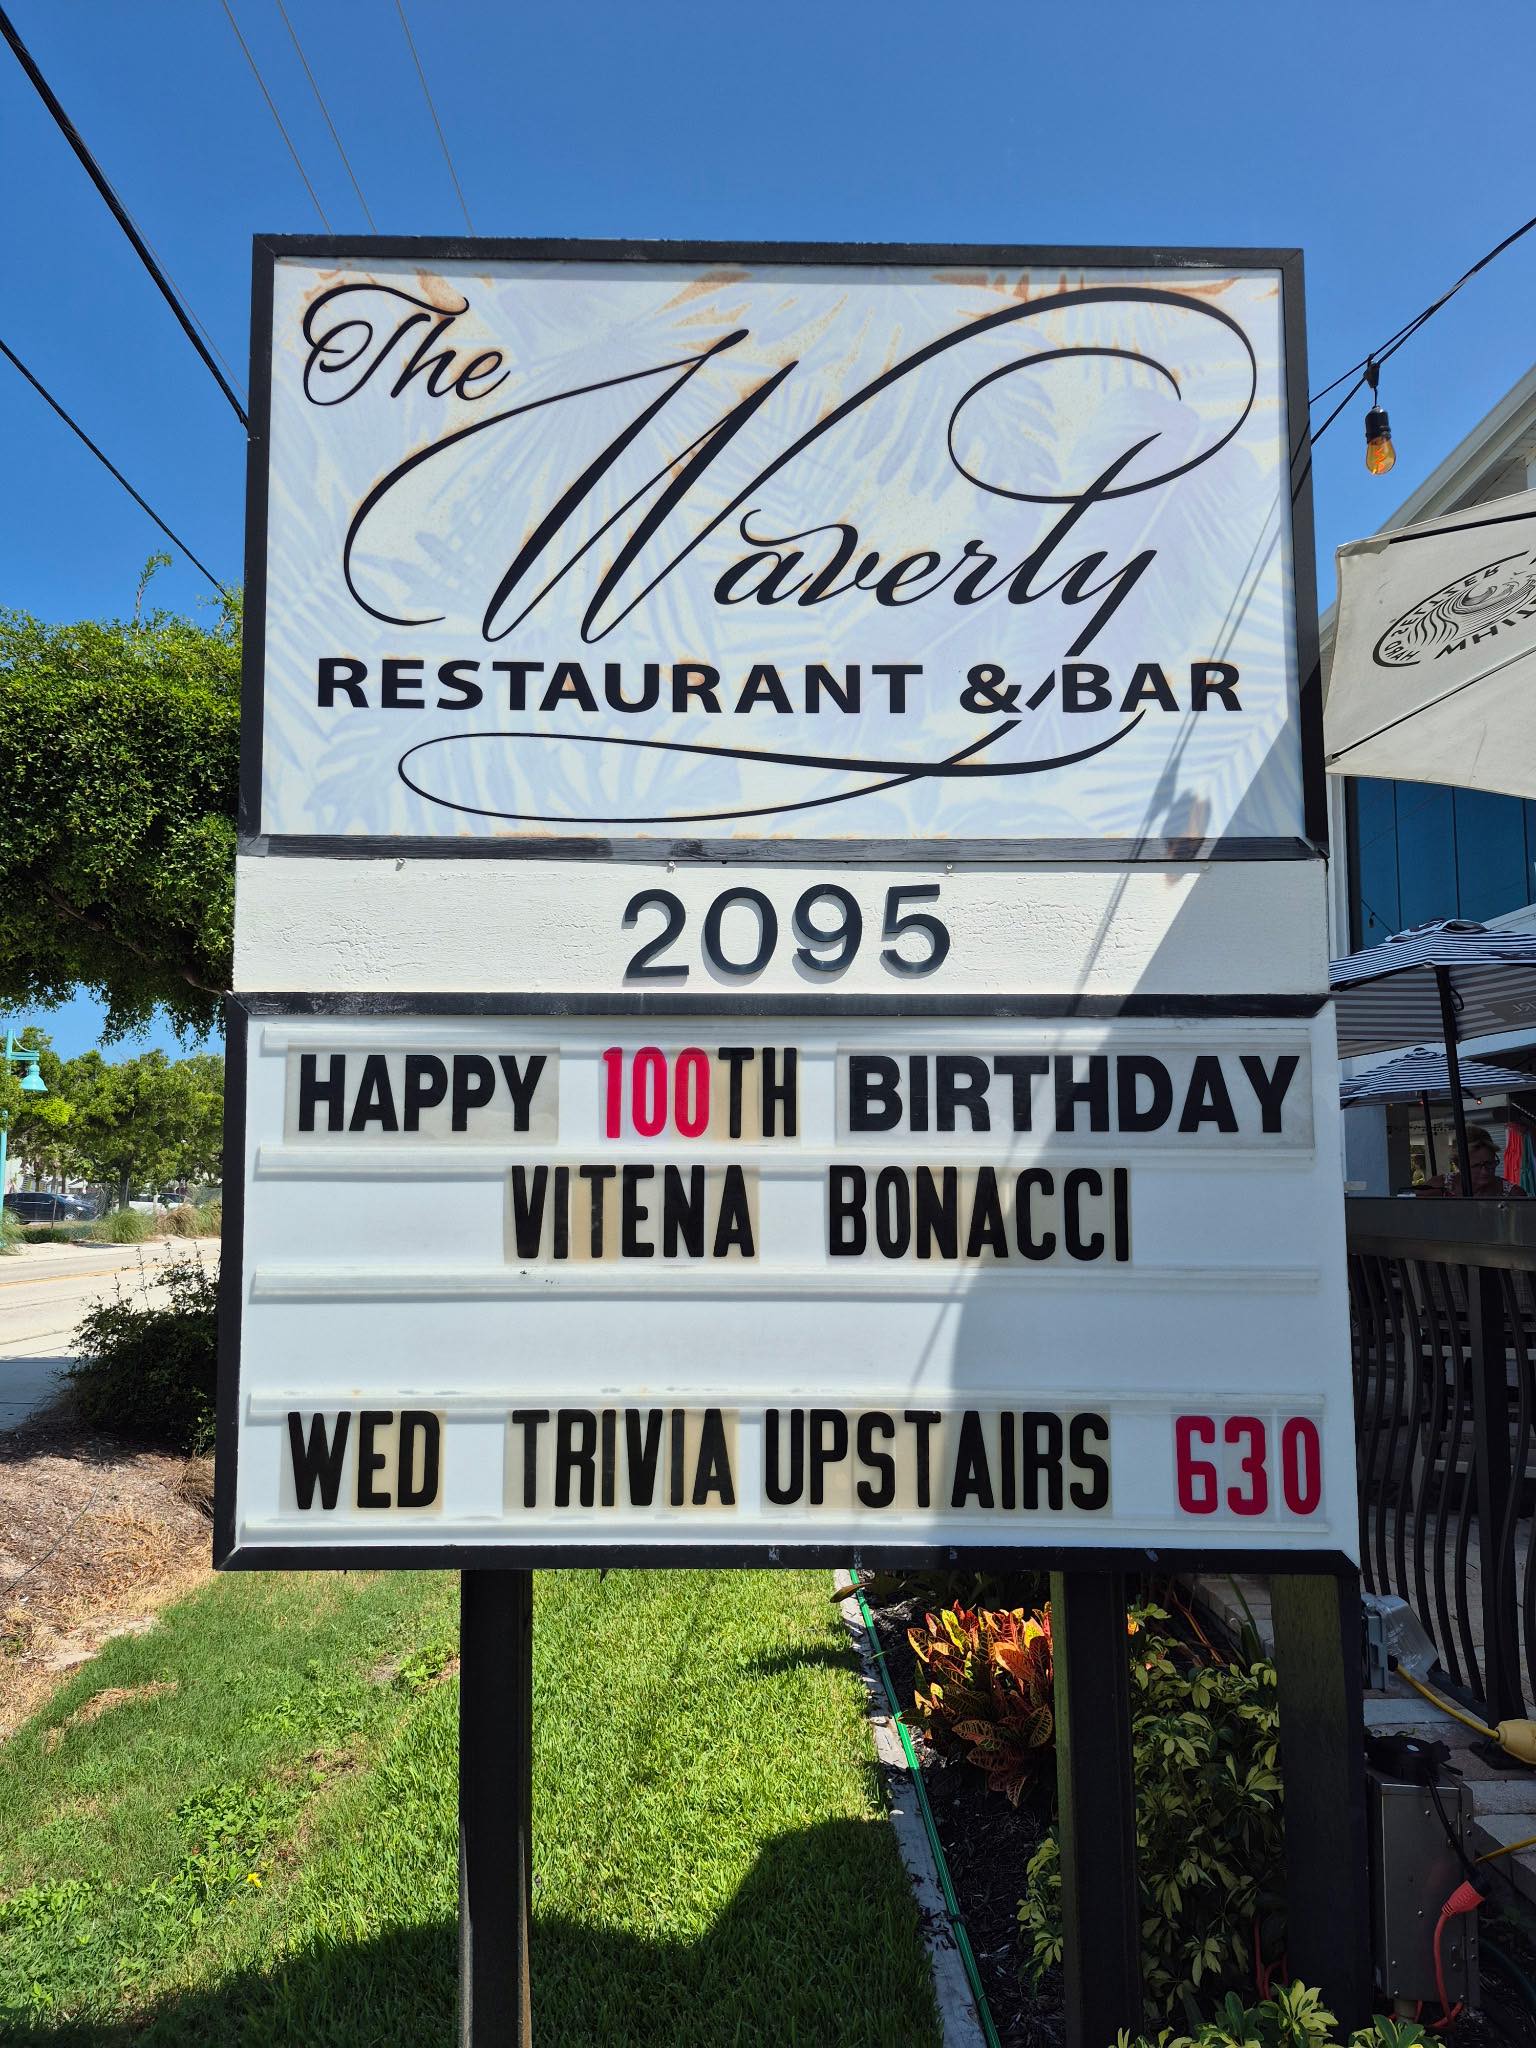 The
Waverly
RESTAURANT & BAR
2095
HAPPY 100TH BIRTHDAY
VITENA BONACCI
WED TRIVIA UPSTAIRS 630